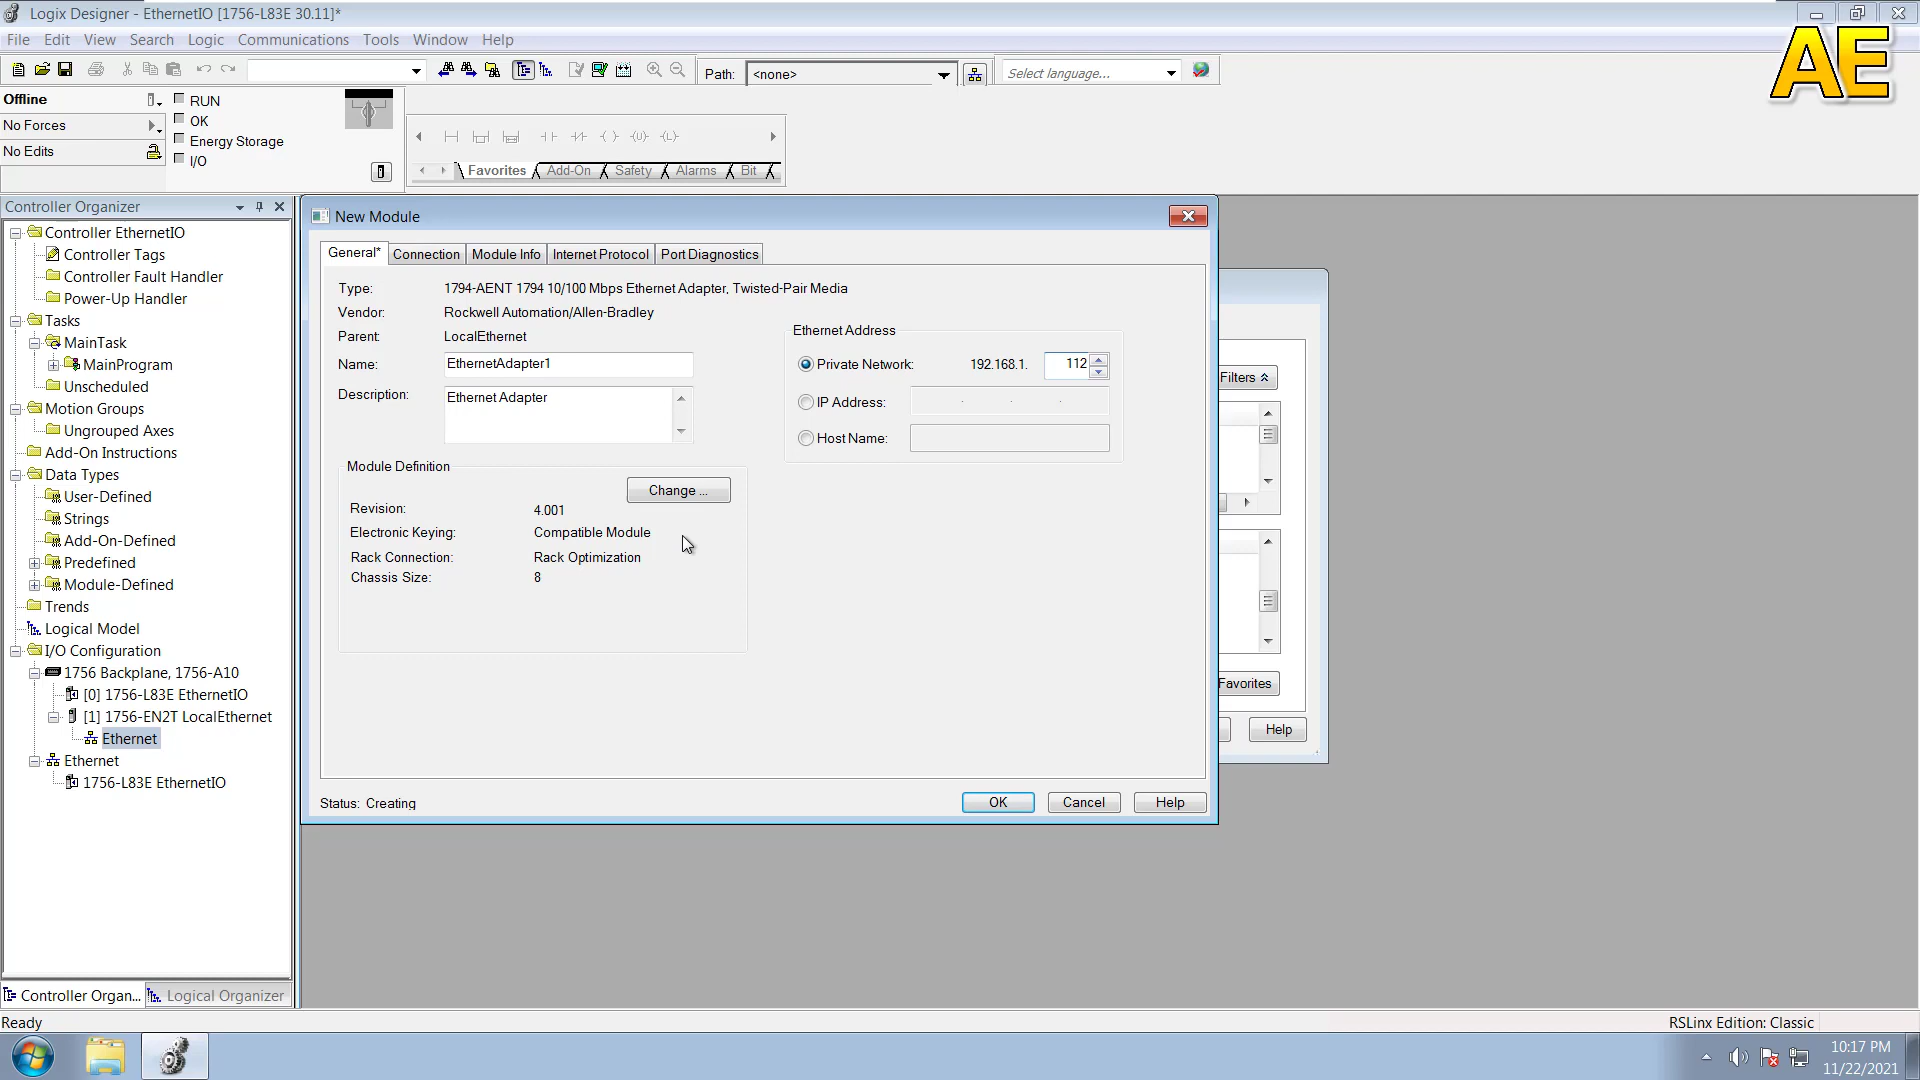 Logix Designer - EthernetIO [1756-L83E 30.11]*
File Edit View Search Logic Communications Tools Window Help
Path: <none>
Select language...
AE
Offline
RUN
No Forces
OK
No Edits
Energy Storage
I/O
Favorites Add-On Safety Alarms Bit
Controller Organizer
Controller EthernetIO
Controller Tags
Controller Fault Handler
Power-Up Handler
Tasks
MainTask
MainProgram
Unscheduled
Motion Groups
Ungrouped Axes
Add-On Instructions
Data Types
User-Defined
Strings
Add-On-Defined
Predefined
Module-Defined
Trends
Logical Model
I/O Configuration
1756 Backplane, 1756-A10
[0] 1756-L83E EthernetIO
[1] 1756-EN2T LocalEthernet
Ethernet
Ethernet
1756-L83E EthernetIO
Controller Organ...
Logical Organizer
New Module
General* Connection Module Info Internet Protocol Port Diagnostics
Type: 1794-AENT 1794 10/100 Mbps Ethernet Adapter, Twisted-Pair Media
Vendor: Rockwell Automation/Allen-Bradley
Parent: LocalEthernet
Name: EthernetAdapter1
Description: Ethernet Adapter
Ethernet Address
Private Network: 192.168.1. 112
IP Address: . . .
Host Name:
Module Definition
Change ...
Revision: 4.001
Electronic Keying: Compatible Module
Rack Connection: Rack Optimization
Chassis Size: 8
Status: Creating
OK
Cancel
Help
Filters
Favorites
Help
Ready
RSLinx Edition: Classic
10:17 PM
11/22/2021